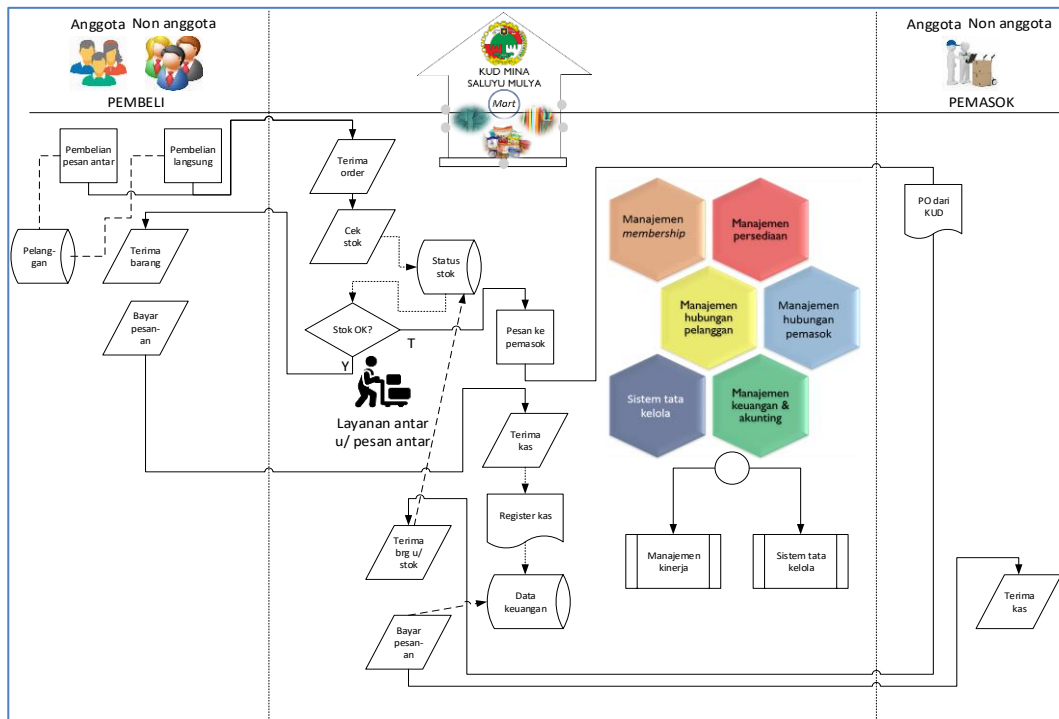 Anggota Non anggota
PEMBELI
KUD MINA
SALUYU MULYA
Mart
Anggota Non anggota
PEMASOK
Pembelian
pesan antar
Pembelian
langsung
Terima
order
PO dari
KUD
Manajemen
membership
Manajemen
persediaan
Pelang-
gan
Terima
barang
Cek
stok
Status
stok
Bayar
pesan-
an
Stok OK?
T
Y
Pesan ke
pemasok
Manajemen
hubungan
pelanggan
Manajemen
hubungan
pemasok
Layanan antar
u/ pesan antar
Sistem tata
kelola
Manajemen
keuangan &
akunting
Terima
kas
Register kas
Terima
brg u/
stok
Manajemen
kinerja
Sistem tata
kelola
Data
keuangan
Terima
kas
Bayar
pesan-
an